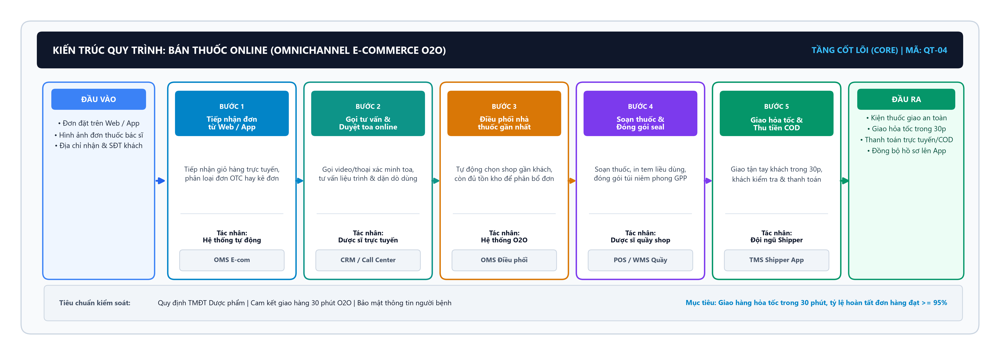 KIẾN TRÚC QUY TRÌNH: BÁN THUỐC ONLINE (OMNICHANNEL E-COMMERCE O2O)
TẦNG CỐT LÕI (CORE) | MÃ: QT-04
ĐẦU VÀO
• Đơn đặt trên Web / App
• Hình ảnh đơn thuốc bác sĩ
• Địa chỉ nhận & SĐT khách
BƯỚC 1
Tiếp nhận đơn
từ Web / App
Tiếp nhận giỏ hàng trực tuyến,
phân loại đơn OTC hay kê đơn
Tác nhân:
Hệ thống tự động
OMS E-com
BƯỚC 2
Gọi tư vấn &
Duyệt toa online
Gọi video/thoại xác minh toa,
tư vấn liệu trình & dặn dò dùng
Tác nhân:
Dược sĩ trực tuyến
CRM / Call Center
BƯỚC 3
Điều phối nhà
thuốc gần nhất
Tự động chọn shop gần khách,
còn đủ tồn kho để phân bổ đơn
Tác nhân:
Hệ thống O2O
OMS Điều phối
BƯỚC 4
Soạn thuốc &
Đóng gói seal
Soạn thuốc, in tem liều dùng,
đóng gói túi niêm phong GPP
Tác nhân:
Dược sĩ quầy shop
POS / WMS Quầy
BƯỚC 5
Giao hỏa tốc &
Thu tiền COD
Giao tận tay khách trong 30p,
khách kiểm tra & thanh toán
Tác nhân:
Đội ngũ Shipper
TMS Shipper App
ĐẦU RA
• Kiện thuốc giao an toàn
• Giao hỏa tốc trong 30p
• Thanh toán trực tuyến/COD
• Đồng bộ hồ sơ lên App
Tiêu chuẩn kiểm soát:
Quy định TMĐT Dược phẩm | Cam kết giao hàng 30 phút O2O | Bảo mật thông tin người bệnh
Mục tiêu: Giao hàng hỏa tốc trong 30 phút, tỷ lệ hoàn tất đơn hàng đạt >= 95%